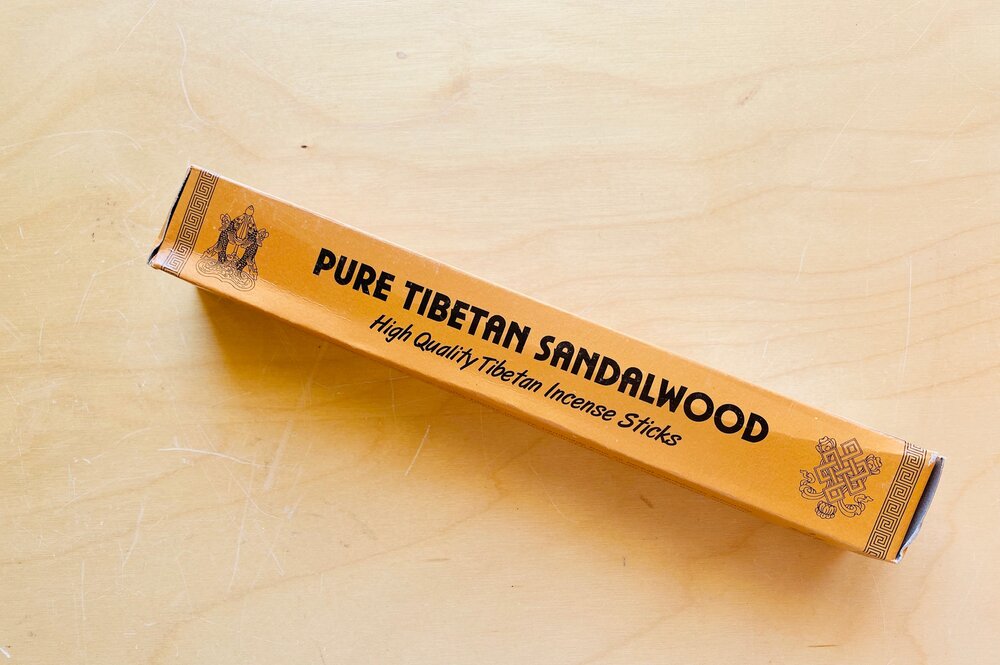 PURE TIBETAN SANDALWOOD
High Quality Tibetan Incense Sticks